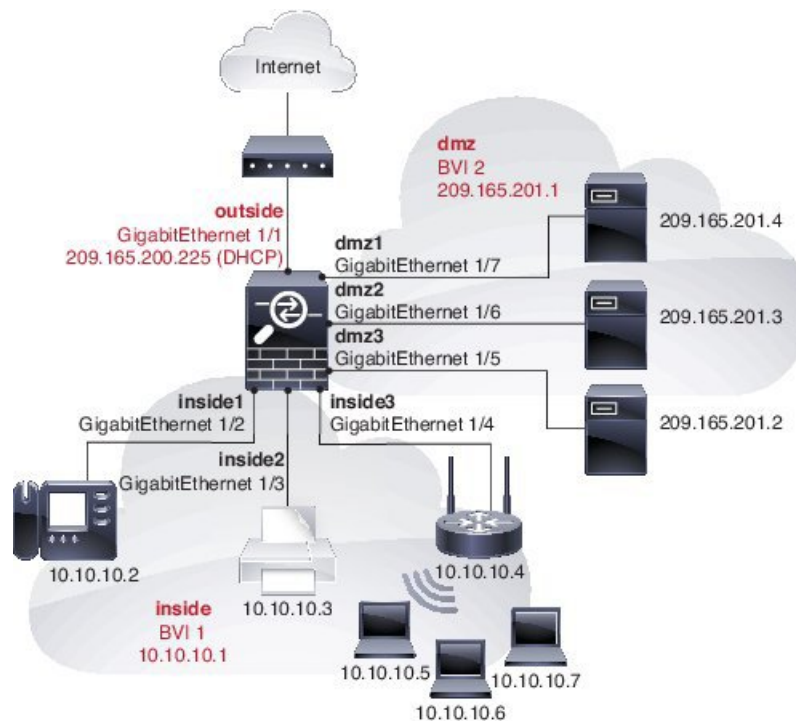 Internet
outside
GigabitEthernet 1/1
209.165.200.225 (DHCP)
dmz
BVI 2
209.165.201.1
dmz1
GigabitEthernet 1/7
209.165.201.4
dmz2
GigabitEthernet 1/6
209.165.201.3
dmz3
GigabitEthernet 1/5
209.165.201.2
inside1
GigabitEthernet 1/2
inside3
GigabitEthernet 1/4
inside2
GigabitEthernet 1/3
10.10.10.2
10.10.10.3
10.10.10.4
inside
BVI 1
10.10.10.1
10.10.10.5
10.10.10.6
10.10.10.7